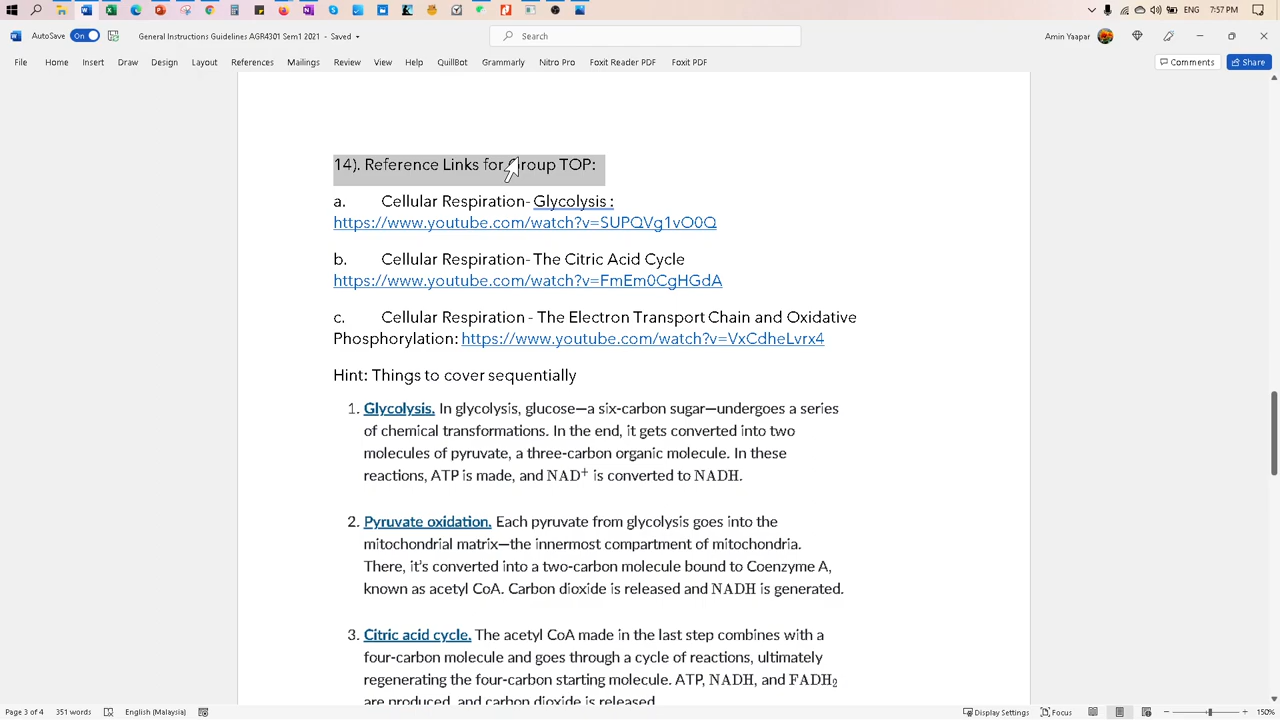 ENG 7:57 PM
AutoSave On General Instructions Guidelines AGR4301 Sem1 2021 - Saved Search Amin Yaapar
File Home Insert Draw Design Layout References Mailings Review View Help QuillBot Grammarly Nitro Pro Foxit Reader PDF Foxit PDF Comments Share
14). Reference Links for Group TOP:
a. Cellular Respiration- Glycolysis :
https://www.youtube.com/watch?v=SUPQVg1vO0Q
b. Cellular Respiration- The Citric Acid Cycle
https://www.youtube.com/watch?v=FmEm0CgHGdA
c. Cellular Respiration - The Electron Transport Chain and Oxidative
Phosphorylation: https://www.youtube.com/watch?v=VxCdheLvrx4
Hint: Things to cover sequentially
1. Glycolysis. In glycolysis, glucose—a six-carbon sugar—undergoes a series
of chemical transformations. In the end, it gets converted into two
molecules of pyruvate, a three-carbon organic molecule. In these
reactions, ATP is made, and NAD⁺ is converted to NADH.
2. Pyruvate oxidation. Each pyruvate from glycolysis goes into the
mitochondrial matrix—the innermost compartment of mitochondria.
There, it's converted into a two-carbon molecule bound to Coenzyme A,
known as acetyl CoA. Carbon dioxide is released and NADH is generated.
3. Citric acid cycle. The acetyl CoA made in the last step combines with a
four-carbon molecule and goes through a cycle of reactions, ultimately
regenerating the four-carbon starting molecule. ATP, NADH, and FADH₂
are produced, and carbon dioxide is released.
Page 3 of 4 351 words English (Malaysia) Display Settings Focus 150%